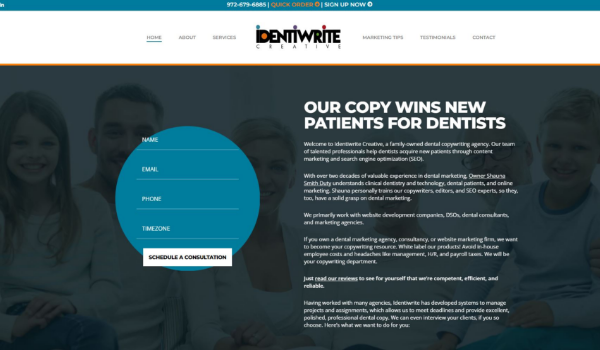 in
972-679-6885 | QUICK ORDER | SIGN UP NOW
HOME ABOUT SERVICES
IDENTIWRITE
CREATIVE
MARKETING TIPS TESTIMONIALS CONTACT
NAME
EMAIL
PHONE
TIMEZONE
SCHEDULE A CONSULTATION
OUR COPY WINS NEW
PATIENTS FOR DENTISTS
Welcome to Identiwrite Creative, a family-owned dental copywriting agency. Our team
of talented professionals help dentists acquire new patients through content
marketing and search engine optimization (SEO).
With over two decades of valuable experience in dental marketing, Owner Shauna
Smith Duty understands clinical dentistry and technology, dental patients, and online
marketing. Shauna personally trains our copywriters, editors, and SEO experts, so they,
too, have a solid grasp on dental marketing.
We primarily work with website development companies, DSOs, dental consultants,
and marketing agencies.
If you own a dental marketing agency, consultancy, or website marketing firm, we want
to become your copywriting resource. White label our products! Avoid in-house
employee costs and headaches like management, HR, and payroll taxes. We will be
your copywriting department.
Just read our reviews to see for yourself that we're competent, efficient, and
reliable.
Having worked with many agencies, Identiwrite has developed systems to manage
projects and assignments, which allows us to meet deadlines and provide excellent,
polished, professional dental copy. We can even interview your clients, if you so
choose. Here's what we want to do for you: